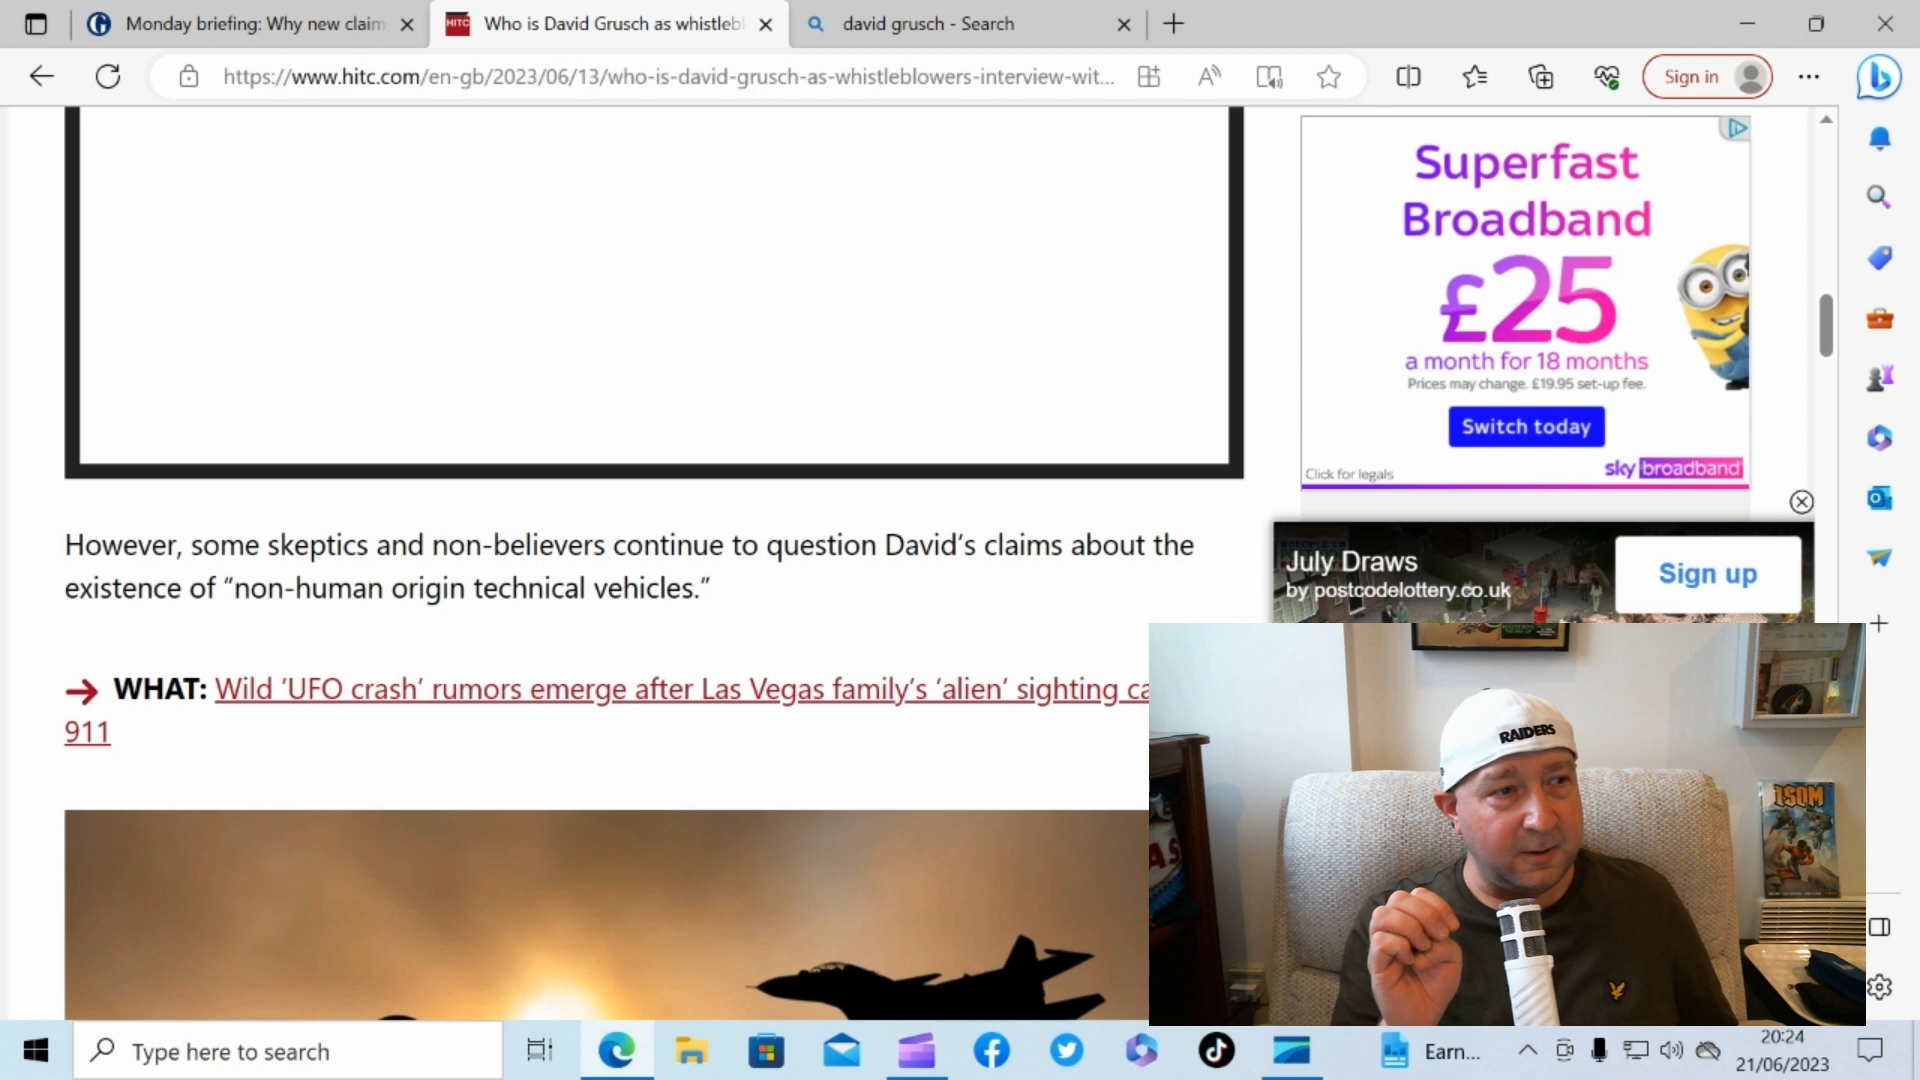 Monday briefing: Why new claim
HITC
Who is David Grusch as whistlebl
david grusch - Search
https://www.hitc.com/en-gb/2023/06/13/who-is-david-grusch-as-whistleblowers-interview-wit...
Sign in
Superfast
Broadband
£25
a month for 18 months
Prices may change. £19.95 set-up fee.
Switch today
Click for legals
sky broadband
However, some skeptics and non-believers continue to question David’s claims about the
existence of “non-human origin technical vehicles.”
July Draws
by postcodelottery.co.uk
Sign up
WHAT: Wild ‘UFO crash’ rumors emerge after Las Vegas family’s ‘alien’ sighting ca
911
RAIDERS
ISOM
AS
Type here to search
Earn...
20:24
21/06/2023